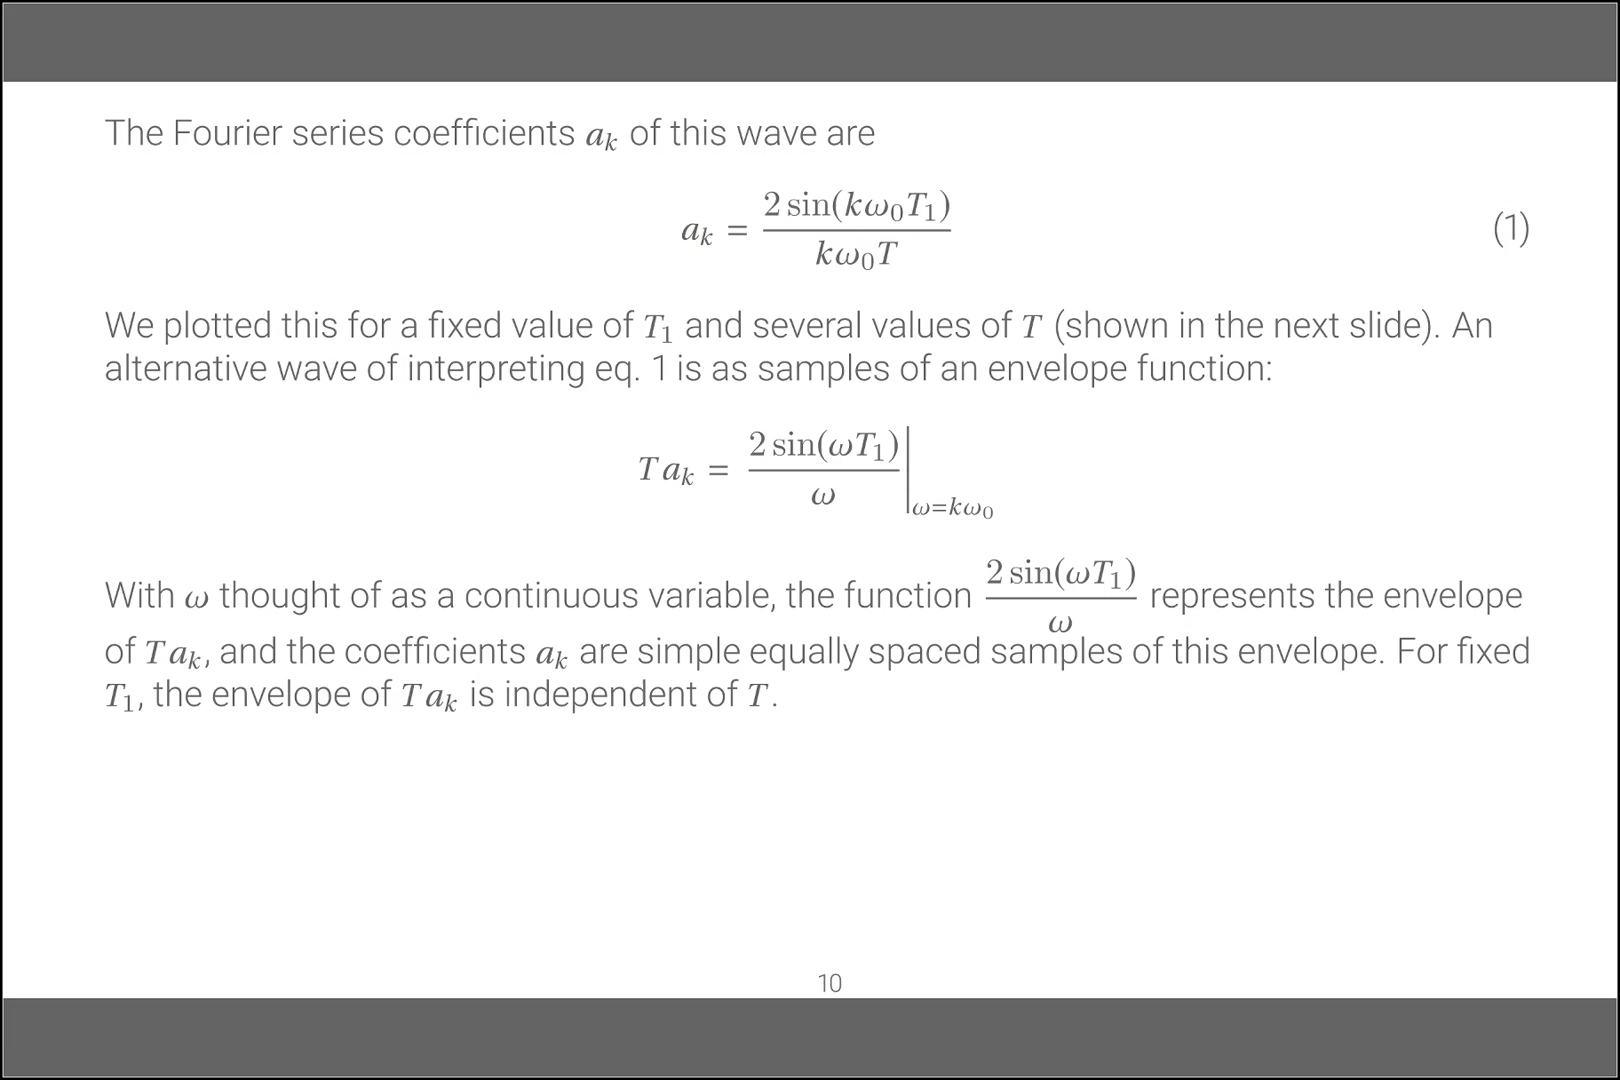 The Fourier series coefficients a_k of this wave are
a_k = \frac{2 \sin(kω_0T_1)}{kω_0T} (1)
We plotted this for a fixed value of T_1 and several values of T (shown in the next slide). An
alternative wave of interpreting eq. 1 is as samples of an envelope function:
Ta_k = \frac{2 \sin(ωT_1)}{ω}|_{ω=kω_0}
With ω thought of as a continuous variable, the function \frac{2 \sin(ωT_1)}{ω} represents the envelope
of Ta_k, and the coefficients a_k are simple equally spaced samples of this envelope. For fixed
T_1, the envelope of Ta_k is independent of T.
10